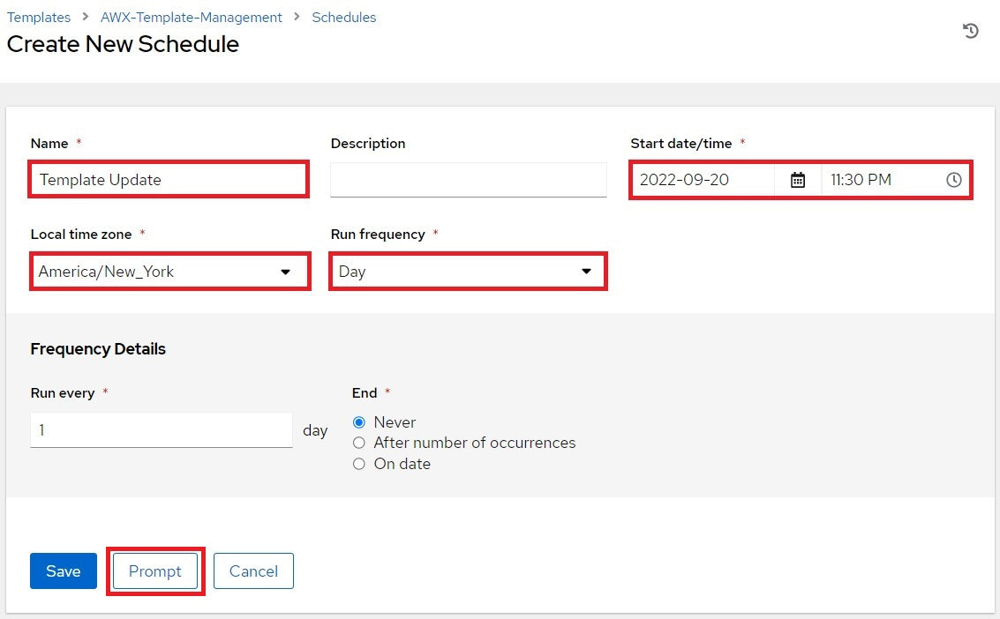 Templates > AWX-Template-Management > Schedules
Create New Schedule
Name * Description Start date/time *
Template Update 2022-09-20 11:30 PM
Local time zone * Run frequency *
America/New_York Day
Frequency Details
Run every * End *
1 day
Never
After number of occurrences
On date
Save Prompt Cancel